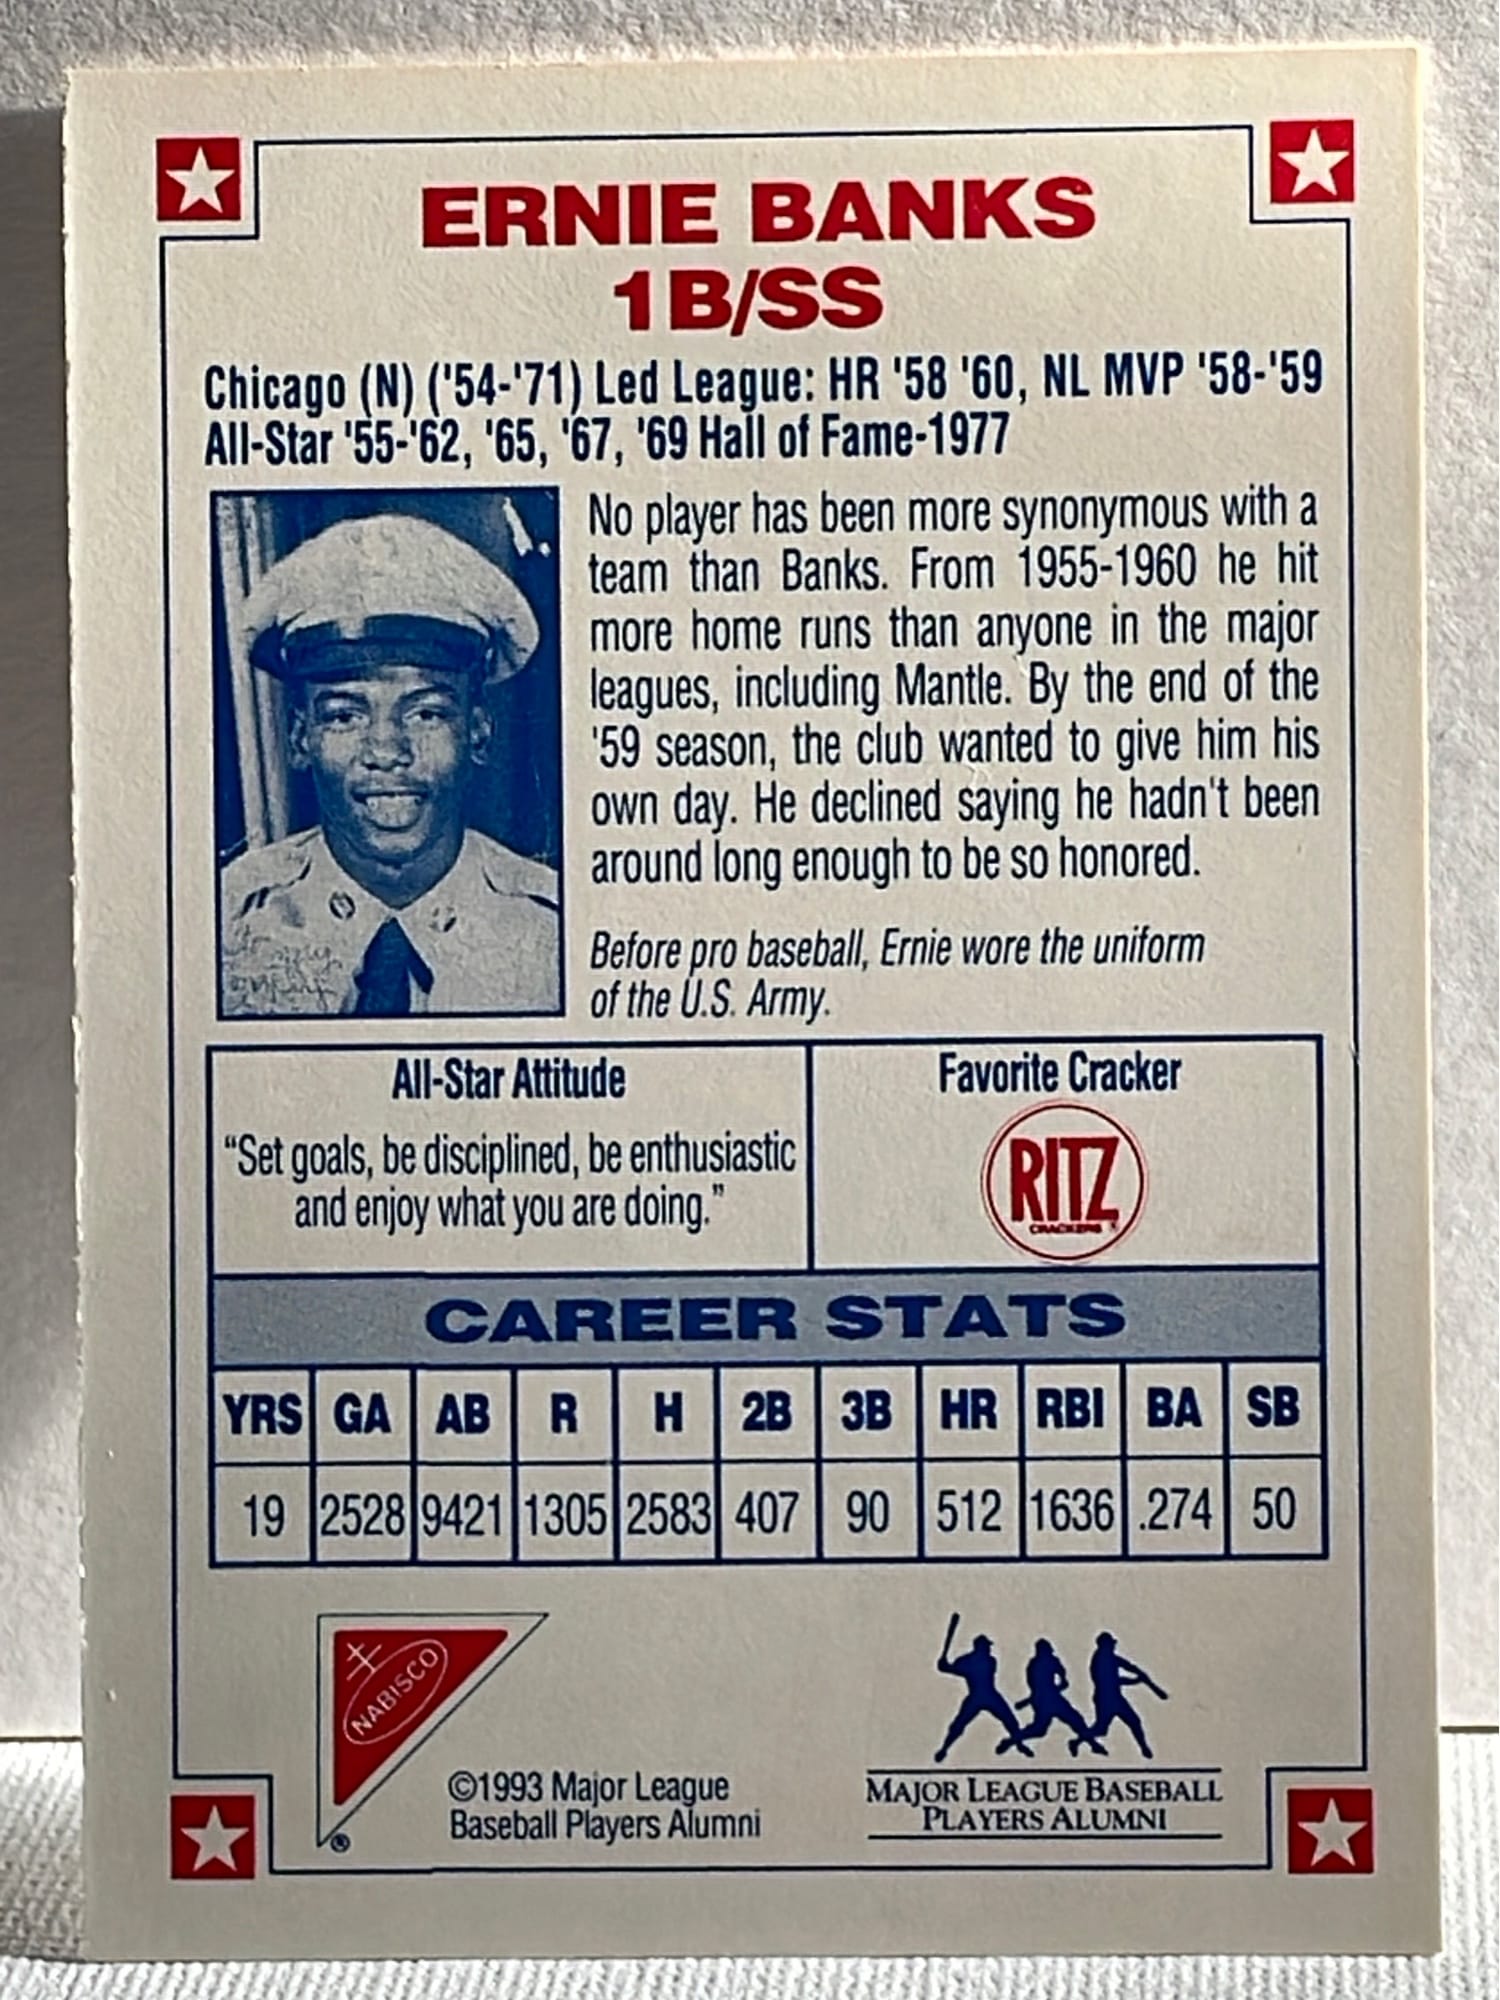 ERNIE BANKS
1B/SS
Chicago (N) ('54-'71) Led League: HR '58 '60, NL MVP '58-'59
All-Star '55-'62, '65, '67, '69 Hall of Fame-1977
No player has been more synonymous with a
team than Banks. From 1955-1960 he hit
more home runs than anyone in the major
leagues, including Mantle. By the end of the
'59 season, the club wanted to give him his
own day. He declined saying he hadn't been
around long enough to be so honored.
Before pro baseball, Ernie wore the uniform
of the U.S. Army.
All-Star Attitude
“Set goals, be disciplined, be enthusiastic
and enjoy what you are doing.”
Favorite Cracker
RITZ
CRACKERS
CAREER STATS
YRS GA AB R H 2B 3B HR RBI BA SB
19 2528 9421 1305 2583 407 90 512 1636 .274 50
NABISCO
®
©1993 Major League
Baseball Players Alumni
MAJOR LEAGUE BASEBALL
PLAYERS ALUMNI